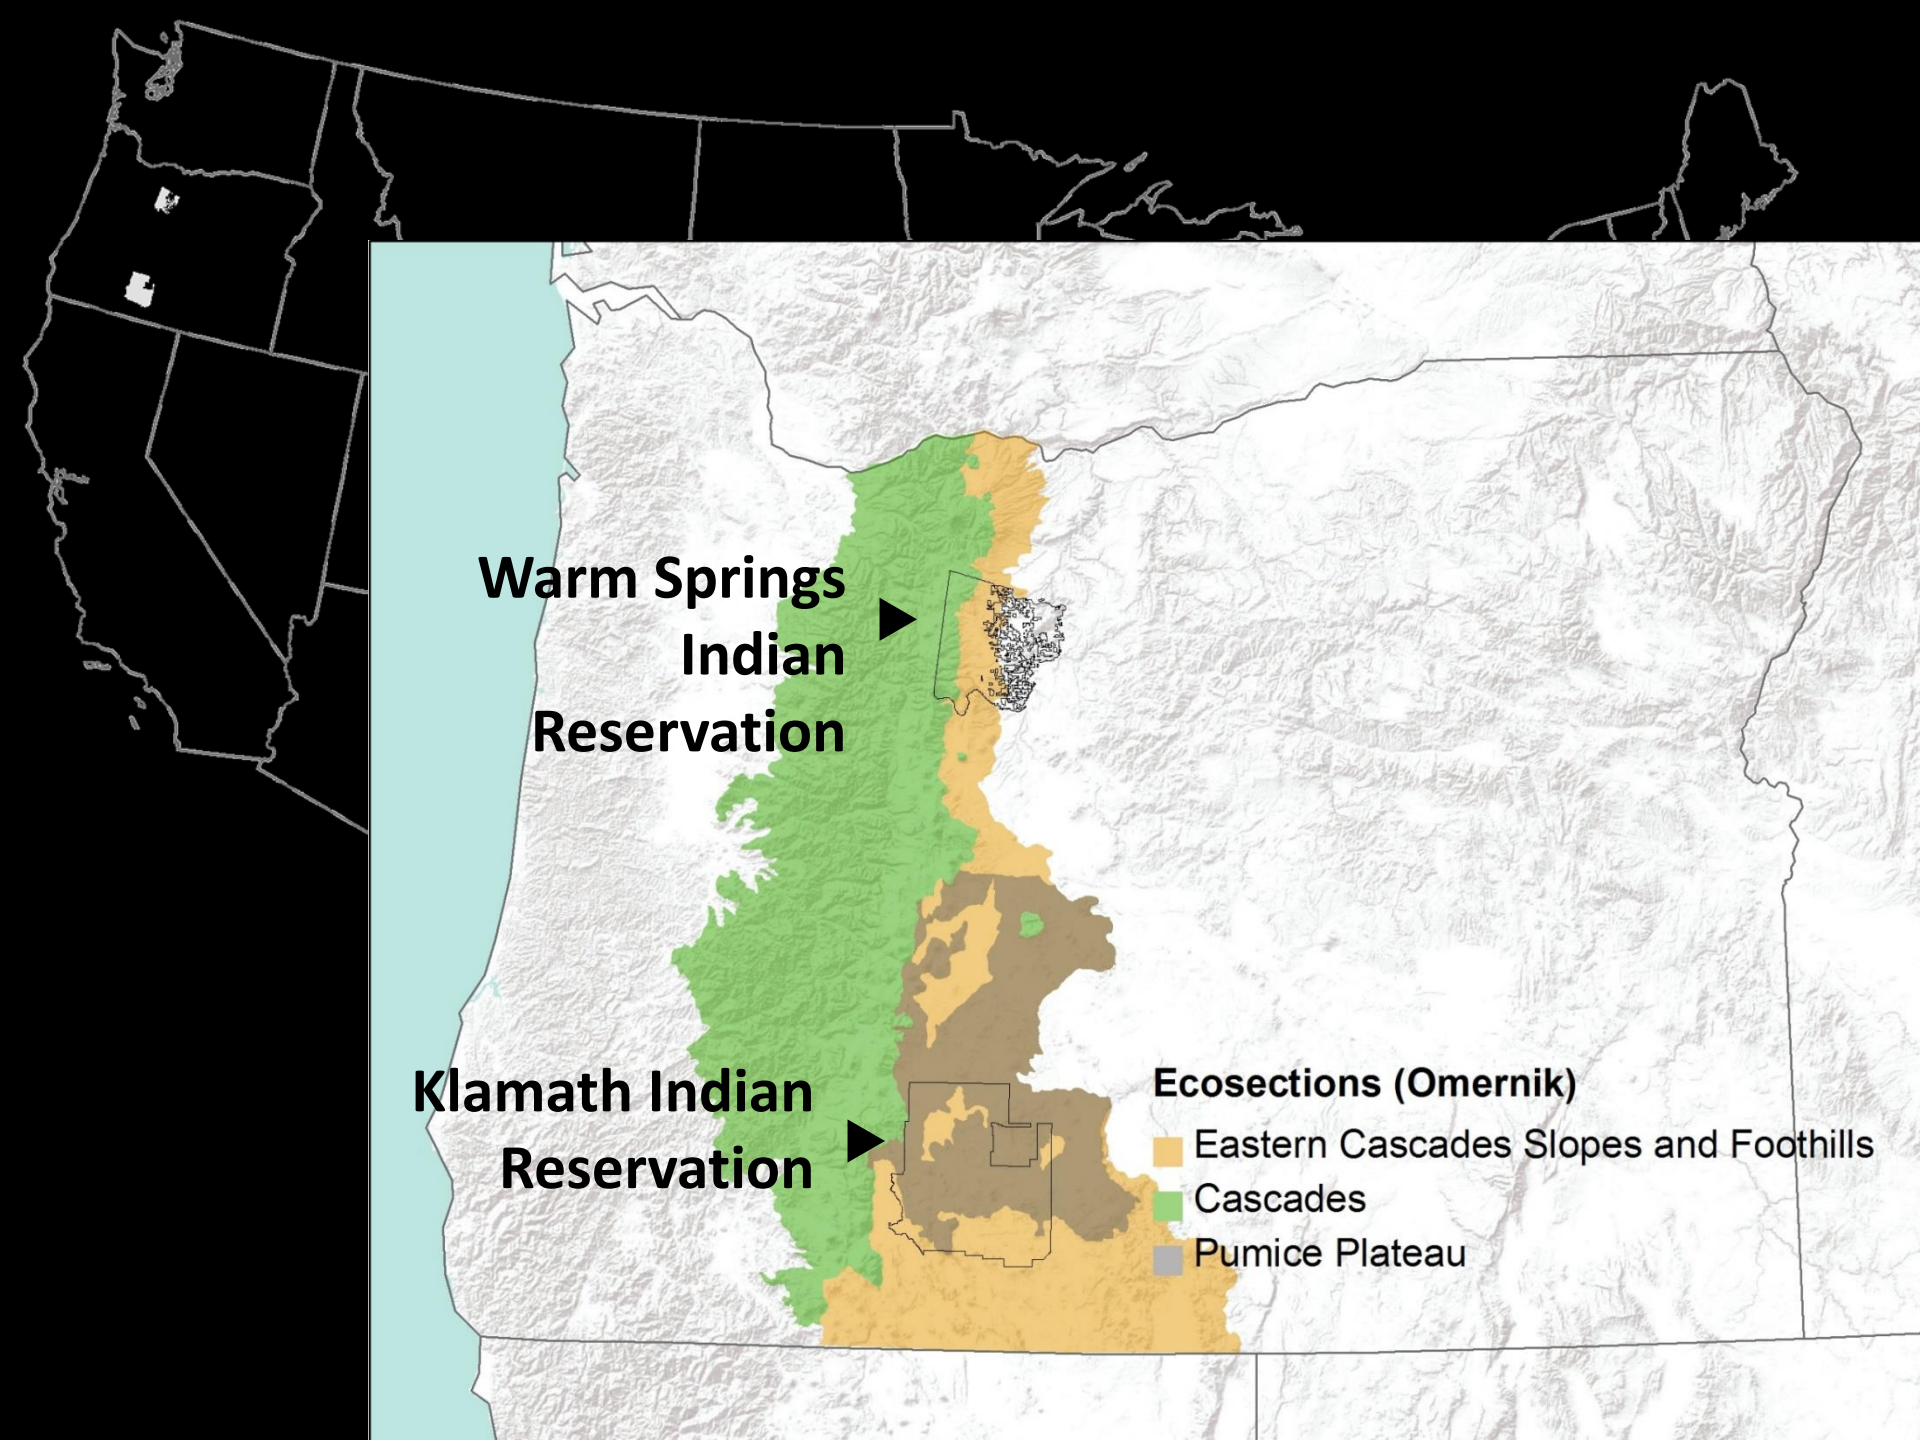 Warm Springs
Indian
Reservation
Klamath Indian
Reservation
Ecosections (Omernik)
Eastern Cascades Slopes and Foothills
Cascades
Pumice Plateau